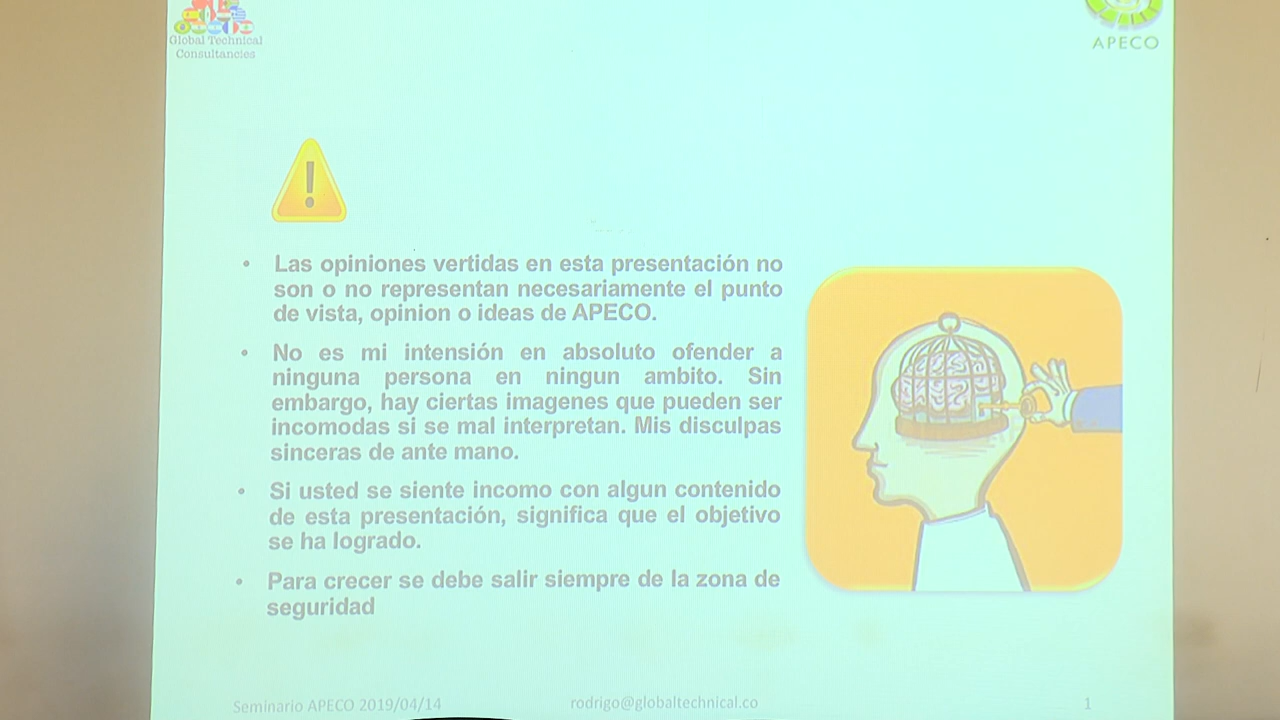 Global Technical
Consultancies
APECO
• Las opiniones vertidas en esta presentación no
son o no representan necesariamente el punto
de vista, opinion o ideas de APECO.
• No es mi intensión en absoluto ofender a
ninguna persona en ningun ambito. Sin
embargo, hay ciertas imagenes que pueden ser
incomodas si se mal interpretan. Mis disculpas
sinceras de ante mano.
• Si usted se siente incomo con algun contenido
de esta presentación, significa que el objetivo
se ha logrado.
• Para crecer se debe salir siempre de la zona de
seguridad
Seminario APECO 2019/04/14
rodrigo@globaltechnical.co
1